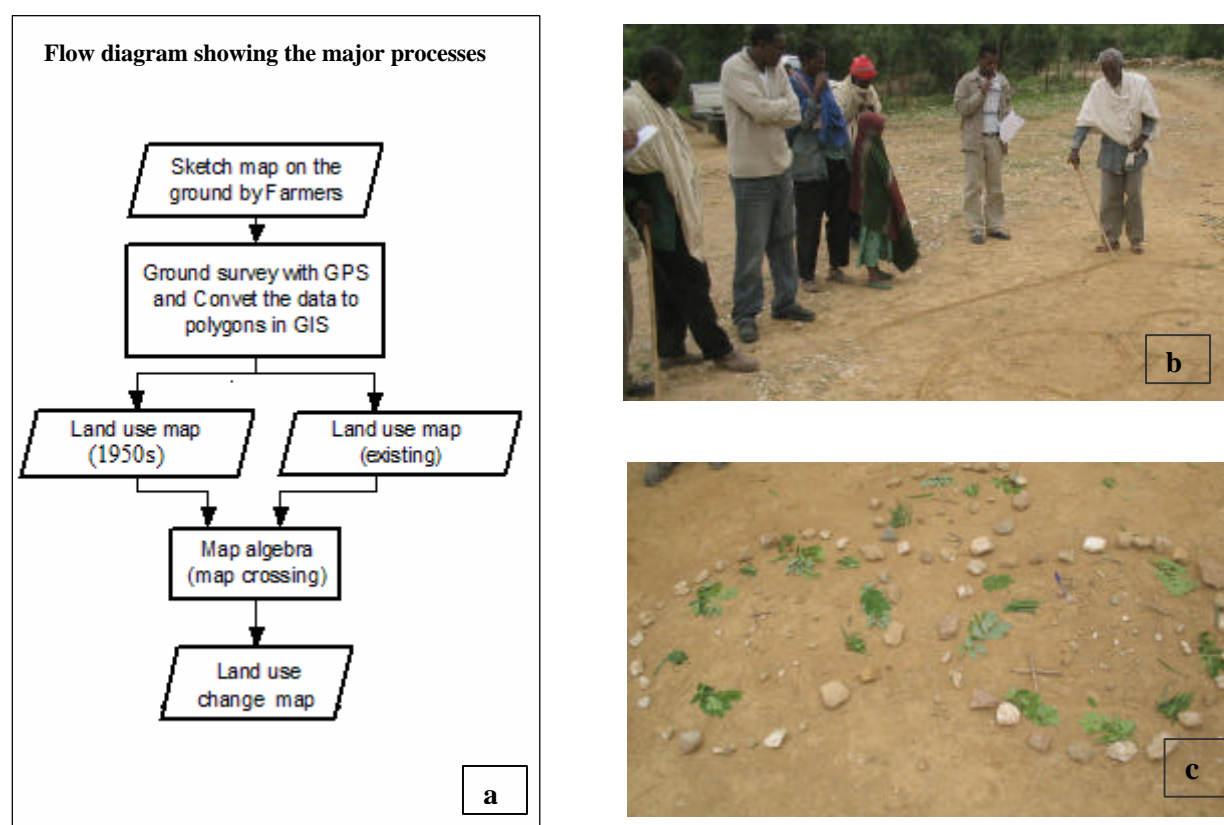 Flow diagram showing the major processes
Sketch map on the
ground by Farmers
Ground survey with GPS
and Convet the data to
polygons in GIS
Land use map
(1950s)
Land use map
(existing)
Map algebra
(map crossing)
Land use
change map
a
b
c